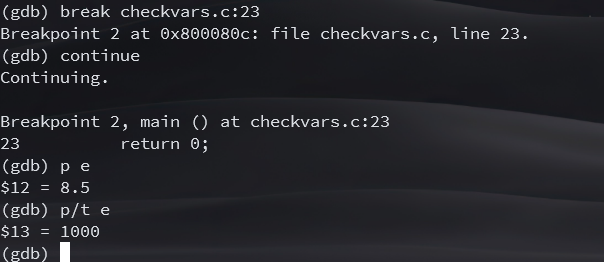 (gdb) break checkvars.c:23
Breakpoint 2 at 0x800080c: file checkvars.c, line 23.
(gdb) continue
Continuing.

Breakpoint 2, main () at checkvars.c:23
23          return 0;
(gdb) p e
$12 = 8.5
(gdb) p/t e
$13 = 1000
(gdb)